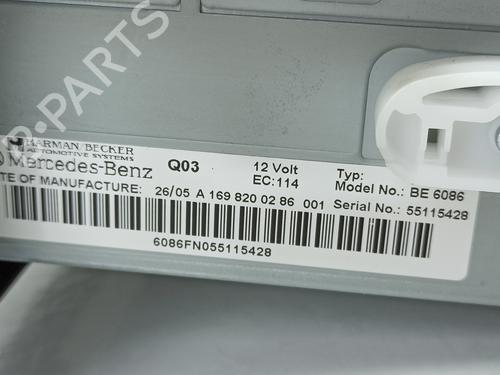 HARMAN/BECKER
AUTOMOTIVE SYSTEMS
Mercedes-Benz Q03 12 Volt Typ:
EC:114 Model No.: BE 6086
TE OF MANUFACTURE: 26/05 A 169 820 02 86 001 Serial No.: 55115428
6086FN055115428